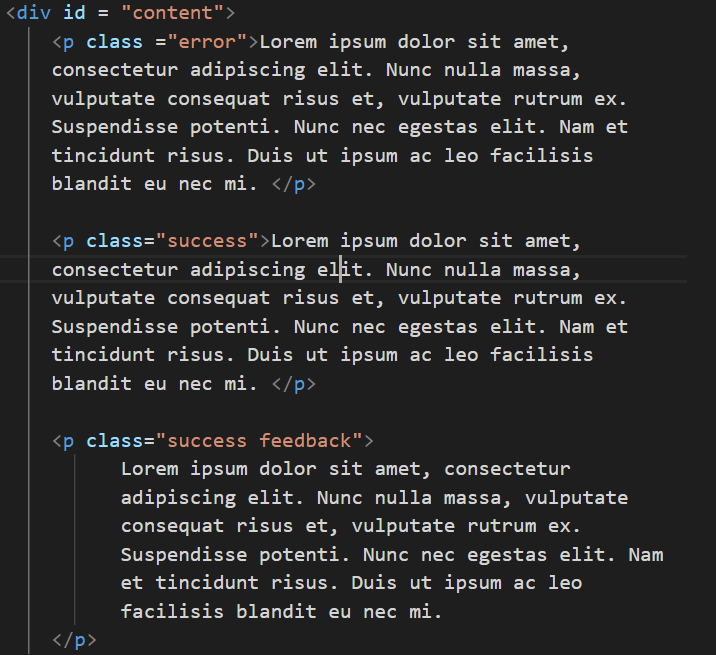 <div id = "content">
<p class ="error">Lorem ipsum dolor sit amet,
consectetur adipiscing elit. Nunc nulla massa,
vulputate consequat risus et, vulputate rutrum ex.
Suspendisse potenti. Nunc nec egestas elit. Nam et
tincidunt risus. Duis ut ipsum ac leo facilisis
blandit eu nec mi. </p>
<p class="success">Lorem ipsum dolor sit amet,
consectetur adipiscing elit. Nunc nulla massa,
vulputate consequat risus et, vulputate rutrum ex.
Suspendisse potenti. Nunc nec egestas elit. Nam et
tincidunt risus. Duis ut ipsum ac leo facilisis
blandit eu nec mi. </p>
<p class="success feedback">
Lorem ipsum dolor sit amet, consectetur
adipiscing elit. Nunc nulla massa, vulputate
consequat risus et, vulputate rutrum ex.
Suspendisse potenti. Nunc nec egestas elit. Nam
et tincidunt risus. Duis ut ipsum ac leo
facilisis blandit eu nec mi.
</p>